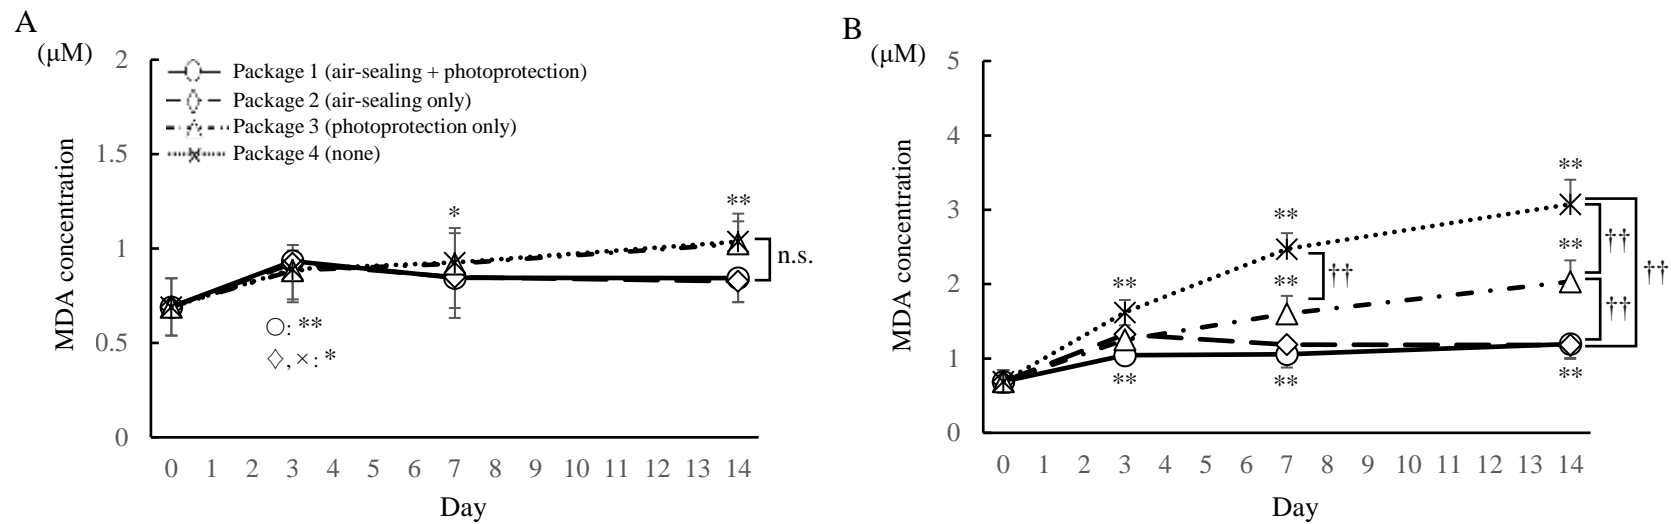 A
(μM)
2
1.5
1
0.5
0
MDA concentration
Package 1 (air-sealing + photoprotection)
Package 2 (air-sealing only)
Package 3 (photoprotection only)
Package 4 (none)
*
**
n.s.
○: **
◇, ×: *
0 1 2 3 4 5 6 7 8 9 10 11 12 13 14
Day
B
(μM)
5
4
3
2
1
0
MDA concentration
**
**
**
**
**
††
††
††
††
**
**
**
0 1 2 3 4 5 6 7 8 9 10 11 12 13 14
Day